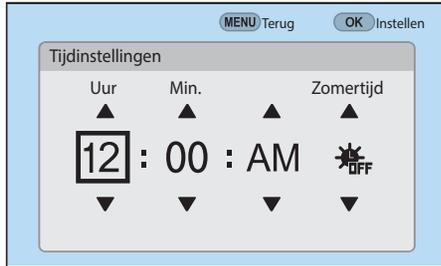 MENU Terug OK Instellen
Tijdinstellingen
Uur Min. Zomertijd
12 : 00 : AM OFF